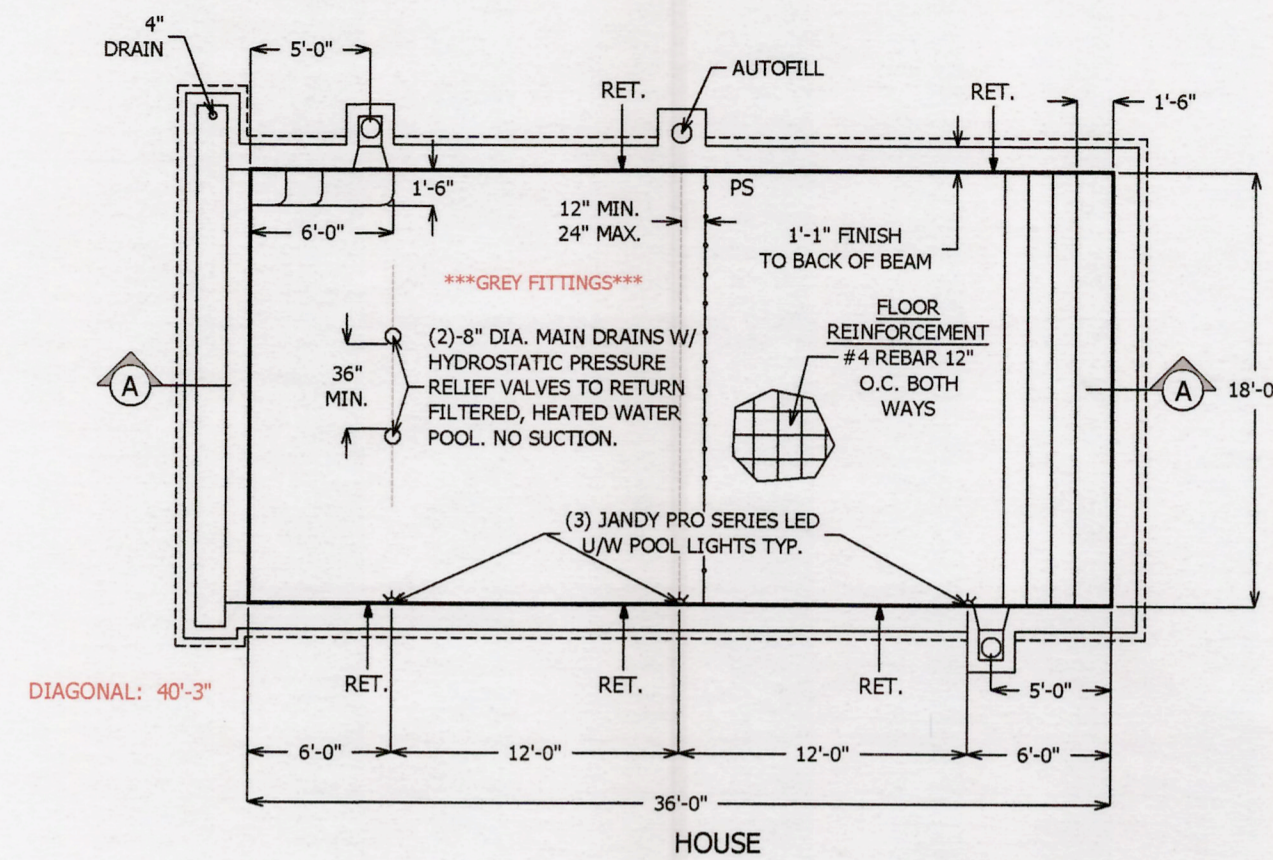 4"
DRAIN
5'-0"
RET.
AUTOFILL
RET.
1'-6"
1'-6"
6'-0"
12" MIN.
24" MAX.
PS
1'-1" FINISH
TO BACK OF BEAM
***GREY FITTINGS***
FLOOR
REINFORCEMENT
#4 REBAR 12"
O.C. BOTH
WAYS
36"
MIN.
(2)-8" DIA. MAIN DRAINS W/
HYDROSTATIC PRESSURE
RELIEF VALVES TO RETURN
FILTERED, HEATED WATER
POOL. NO SUCTION.
A
A
18'-0
(3) JANDY PRO SERIES LED
U/W POOL LIGHTS TYP.
RET.
RET.
RET.
DIAGONAL: 40'-3"
5'-0"
6'-0"
12'-0"
12'-0"
6'-0"
36'-0"
HOUSE